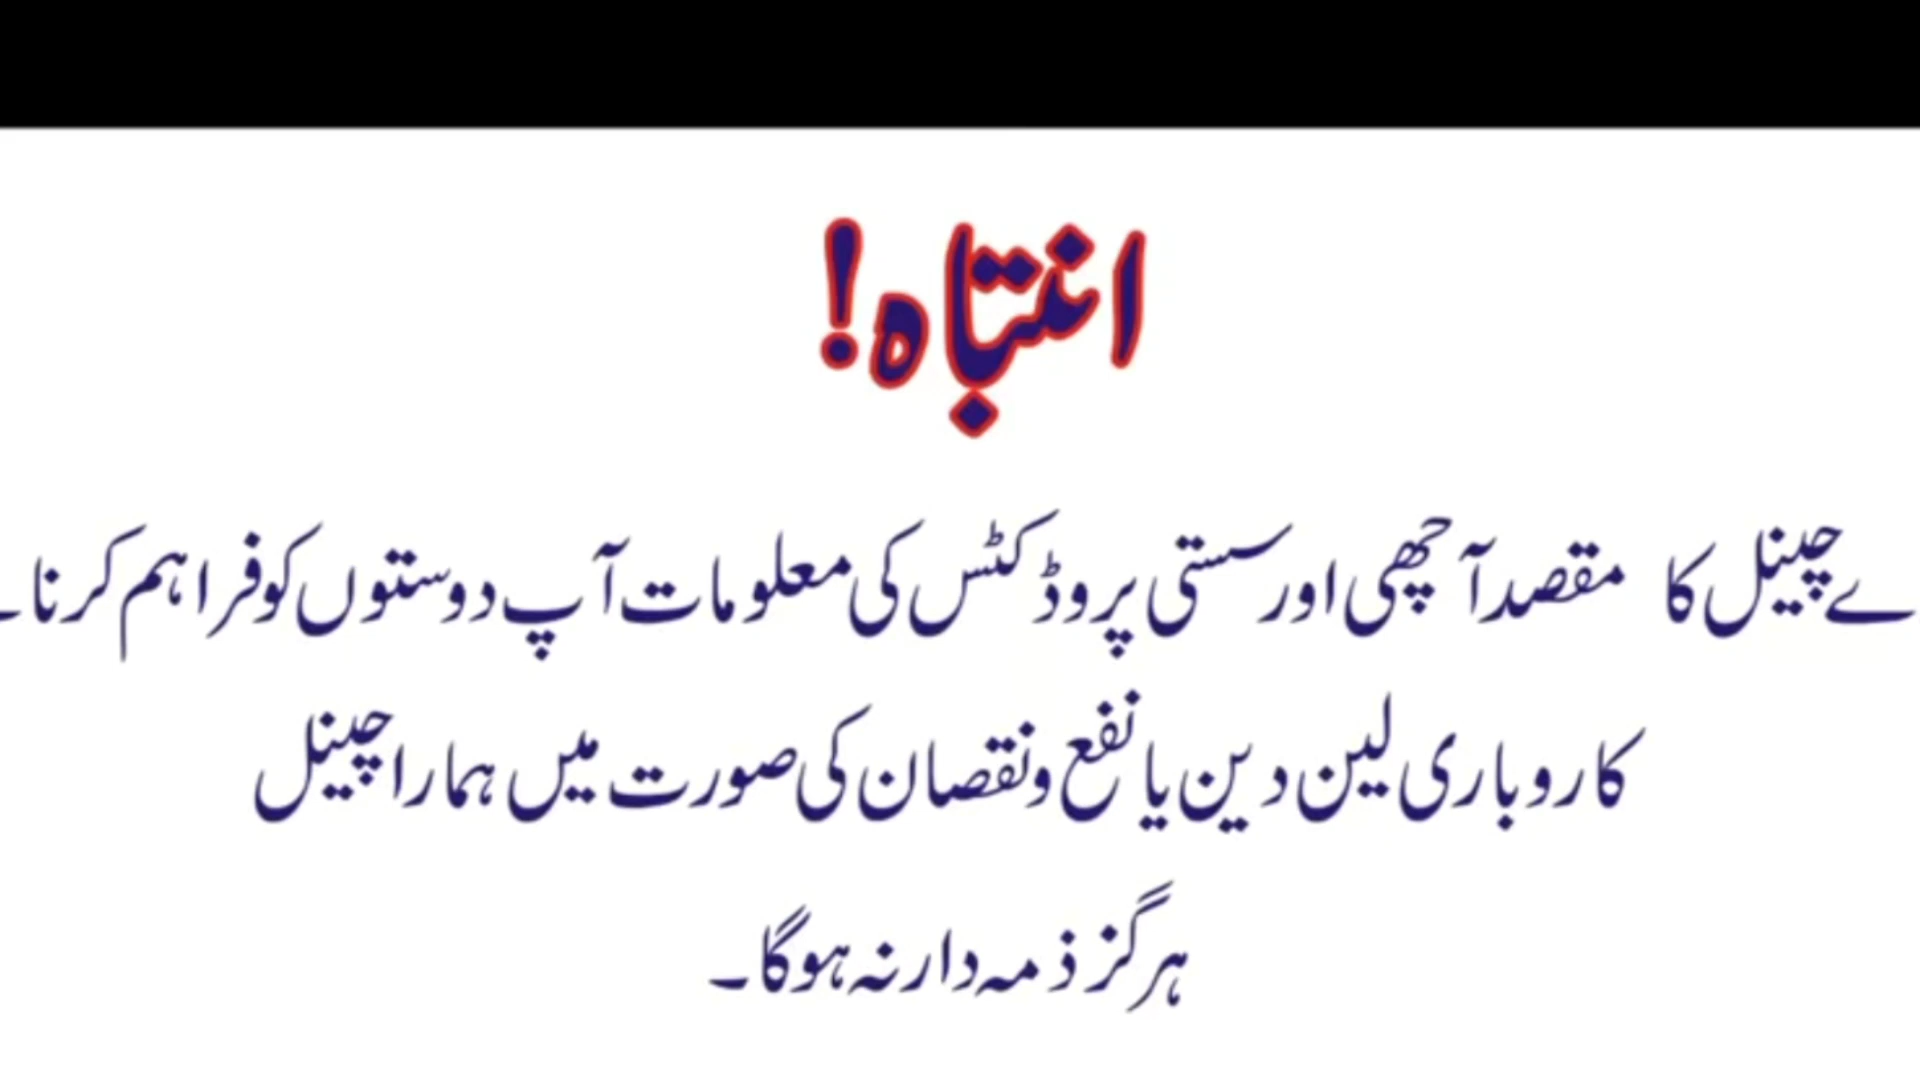 انتباہ!
ے چینل کا مقصد آچھی اور سستی پروڈکٹس کی معلومات آپ دوستوں کو فراہم کرنا
کاروباری لین دین یا نفع ونقصان کی صورت میں ہمارا چینل
ہرگز ذمہ دار نہ ہوگا۔